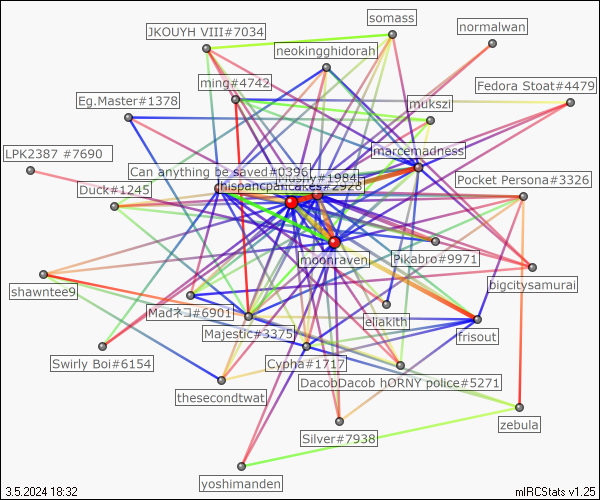 somass
normalwan
JKOUYH VIII#7034
neokingghidorah
ming#4742
Fedora Stoat#4479
Eg.Master#1378
mukszi
marcemadness
LPK2387 #7690
Can anything be saved#0396
#1984
Pocket Persona#3326
Duck#1245
hispancpancakes#2928
moonraven
Pikabro#9971
bigcitysamurai
shawntee9
Madネコ#6901
eliakith
Majestic#3375
frisout
Swirly Boi#6154
Cypha#1717
DacobDacob hORNY police#5271
thesecondtwat
zebula
Silver#7938
yoshimanden
3.5.2024 18:32
mIRCStats v1.25